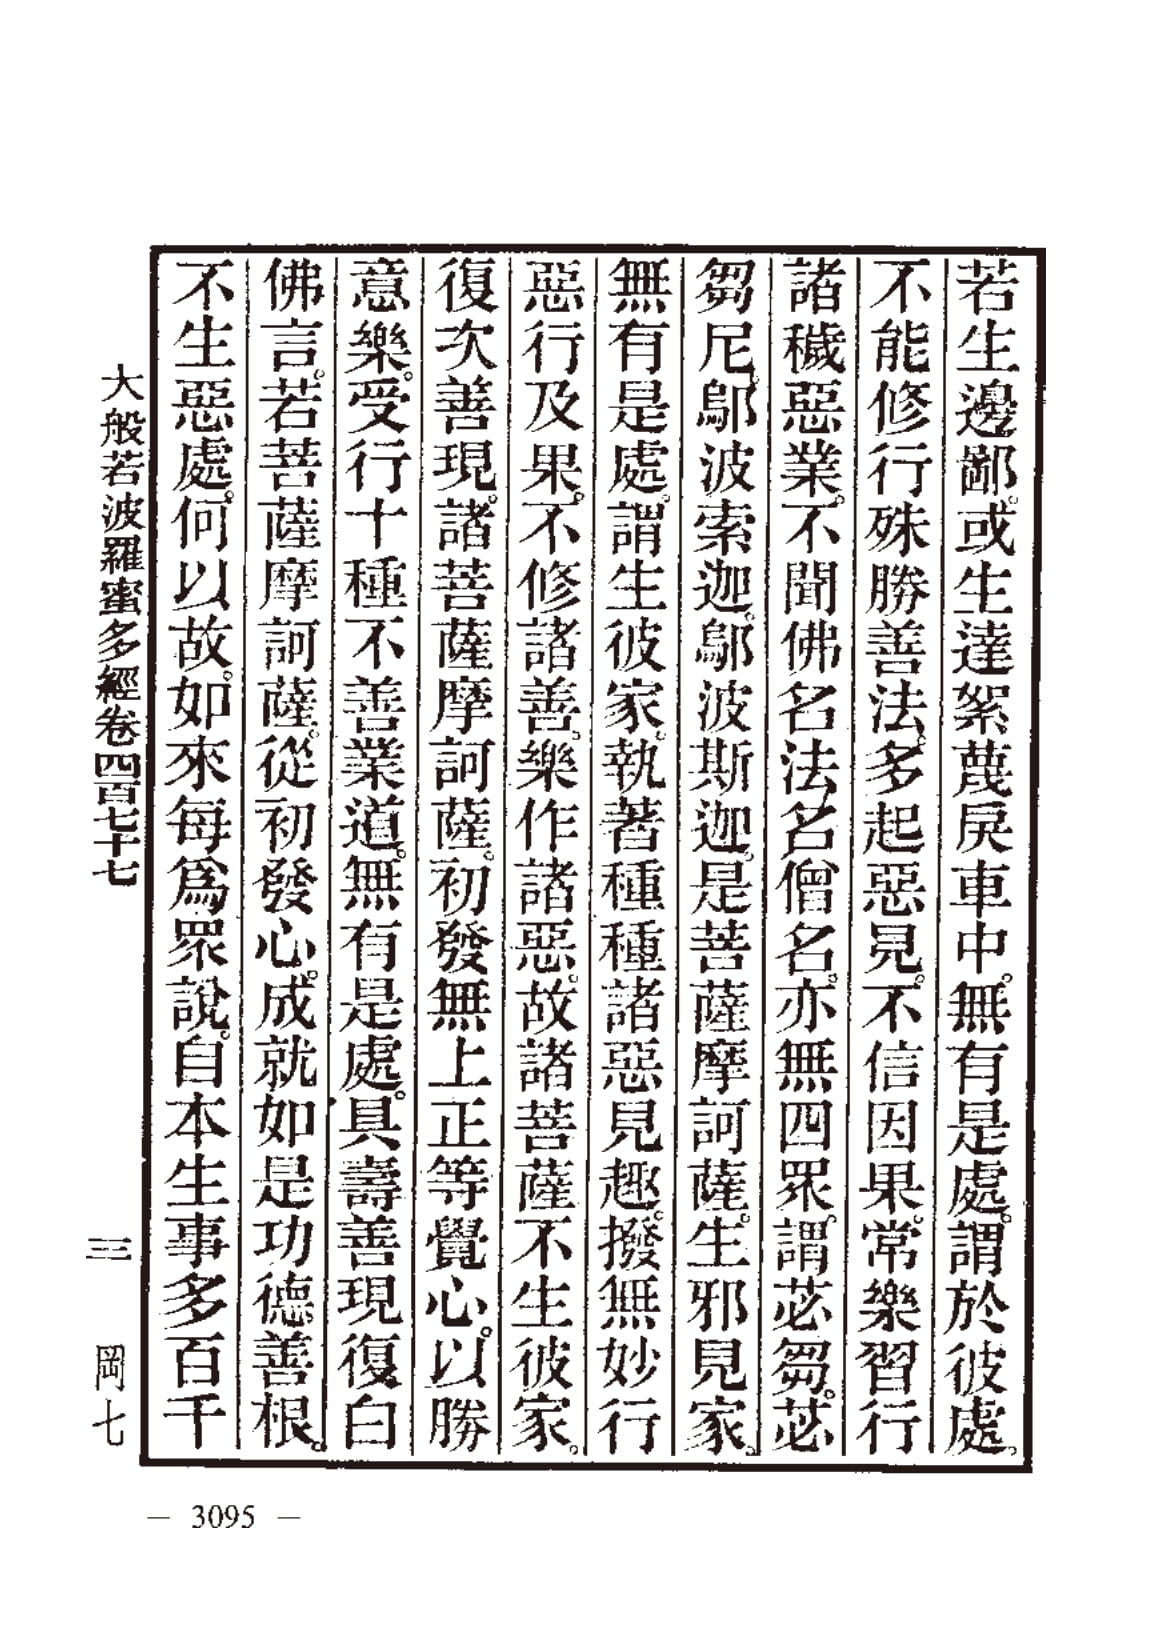 若生邊鄙。或生達絮蔑戾車中。無有是處。謂於彼處。
不能修行殊勝善法。多起惡見。不信因果。常樂習行
諸穢惡業。不聞佛名法名僧名。亦無四眾。謂苾芻。苾
芻尼。鄔波索迦。鄔波斯迦。是菩薩摩訶薩。生邪見家。
無有是處。謂生彼家。執著種種諸惡見趣。撥無妙行
惡行及果。不修諸善。樂作諸惡。故諸菩薩不生彼家。
復次善現。諸菩薩摩訶薩。初發無上正等覺心。以勝
意樂。受行十種不善業道。無有是處。具壽善現復白
佛言。若菩薩摩訶薩。從初發心。成就如是功德善根。
不生惡處。何以故。如來每為眾說。自本生事多百千
大般若波羅蜜多經卷四百七十七 三 岡七
— 3095 —